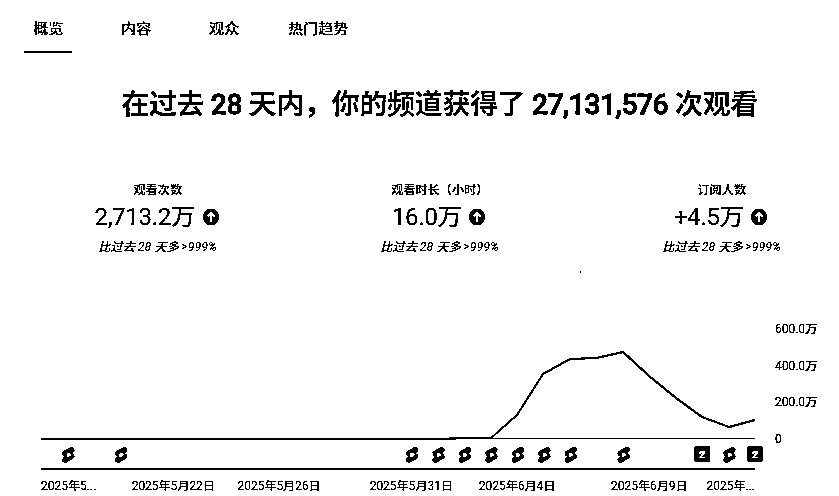 概览 内容 观众 热门趋势
在过去 28 天内，你的频道获得了 27,131,576 次观看
观看次数 观看时长（小时） 订阅人数
2,713.2万 16.0万 +4.5万
比过去 28 天多 >999% 比过去 28 天多 >999% 比过去 28 天多 >999%
600.0万
400.0万
200.0万
0
2 2
2025年5... 2025年5月22日 2025年5月26日 2025年5月31日 2025年6月4日 2025年6月9日 2025年...